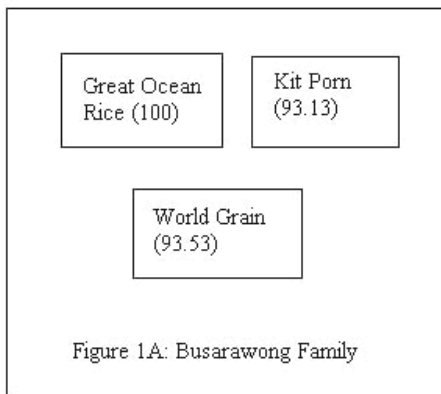 Great Ocean
Rice (100)
Kit Porn
(93.13)
World Grain
(93.53)
Figure 1A: Busarawong Family